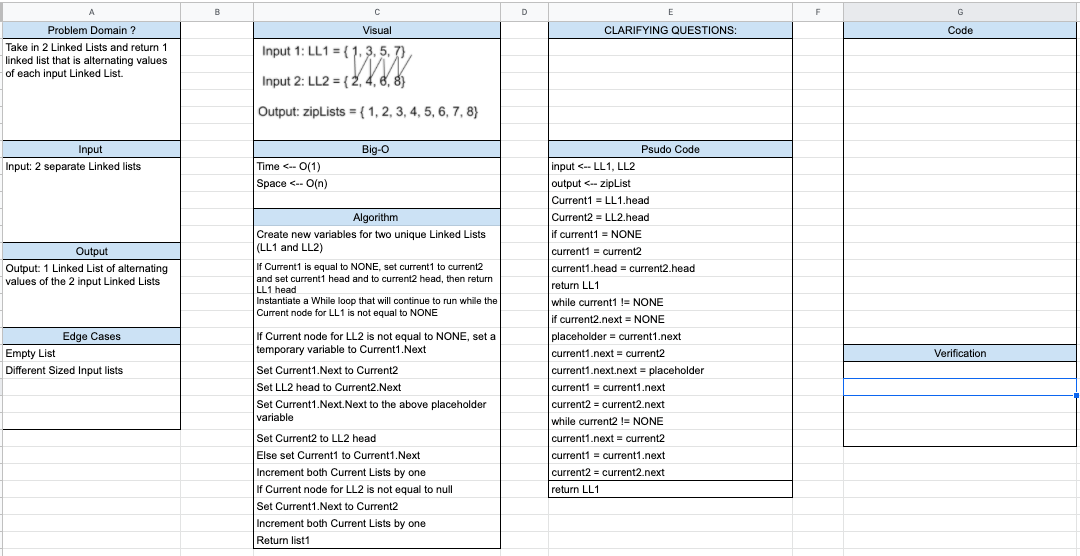 A B C D E F G
Problem Domain ?
Take in 2 Linked Lists and return 1
linked list that is alternating values
of each input Linked List.
Input
Input: 2 separate Linked lists
Output
Output: 1 Linked List of alternating
values of the 2 input Linked Lists
Edge Cases
Empty List
Different Sized Input lists
Visual
Input 1: LL1 = { 1, 3, 5, 7}
Input 2: LL2 = { 2, 4, 6, 8}
Output: zipLists = { 1, 2, 3, 4, 5, 6, 7, 8}
Big-O
Time <-- O(1)
Space <-- O(n)
Algorithm
Create new variables for two unique Linked Lists
(LL1 and LL2)
If Current1 is equal to NONE, set current1 to current2
and set current1 head and to current2 head, then return
LL1 head
Instantiate a While loop that will continue to run while the
Current node for LL1 is not equal to NONE
If Current node for LL2 is not equal to NONE, set a
temporary variable to Current1.Next
Set Current1.Next to Current2
Set LL2 head to Current2.Next
Set Current1.Next.Next to the above placeholder
variable
Set Current2 to LL2 head
Else set Current1 to Current1.Next
Increment both Current Lists by one
If Current node for LL2 is not equal to null
Set Current1.Next to Current2
Increment both Current Lists by one
Return list1
CLARIFYING QUESTIONS:
Psudo Code
input <-- LL1, LL2
output <-- zipList
Current1 = LL1.head
Current2 = LL2.head
if current1 = NONE
current1 = current2
current1.head = current2.head
return LL1
while current1 != NONE
if current2.next = NONE
placeholder = current1.next
current1.next = current2
current1.next.next = placeholder
current1 = current1.next
current2 = current2.next
while current2 != NONE
current1.next = current2
current1 = current1.next
current2 = current2.next
return LL1
Code
Verification